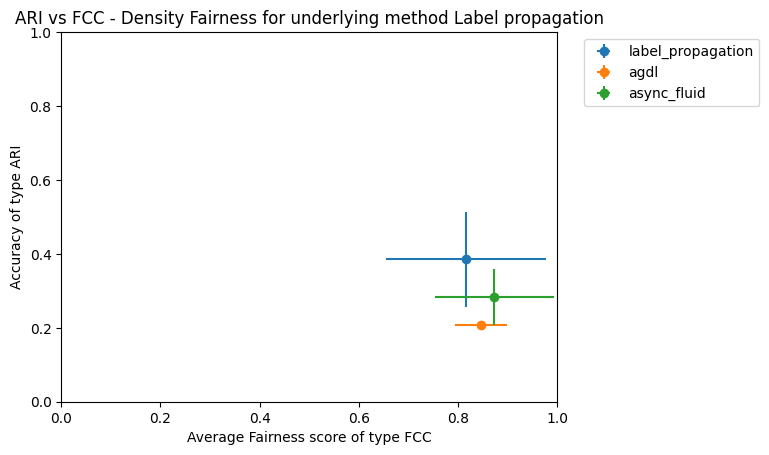 ARI vs FCC - Density Fairness for underlying method Label propagation
label_propagation
agdl
async_fluid
Accuracy of type ARI
1.0
0.8
0.6
0.4
0.2
0.0
0.0 0.2 0.4 0.6 0.8 1.0
Average Fairness score of type FCC